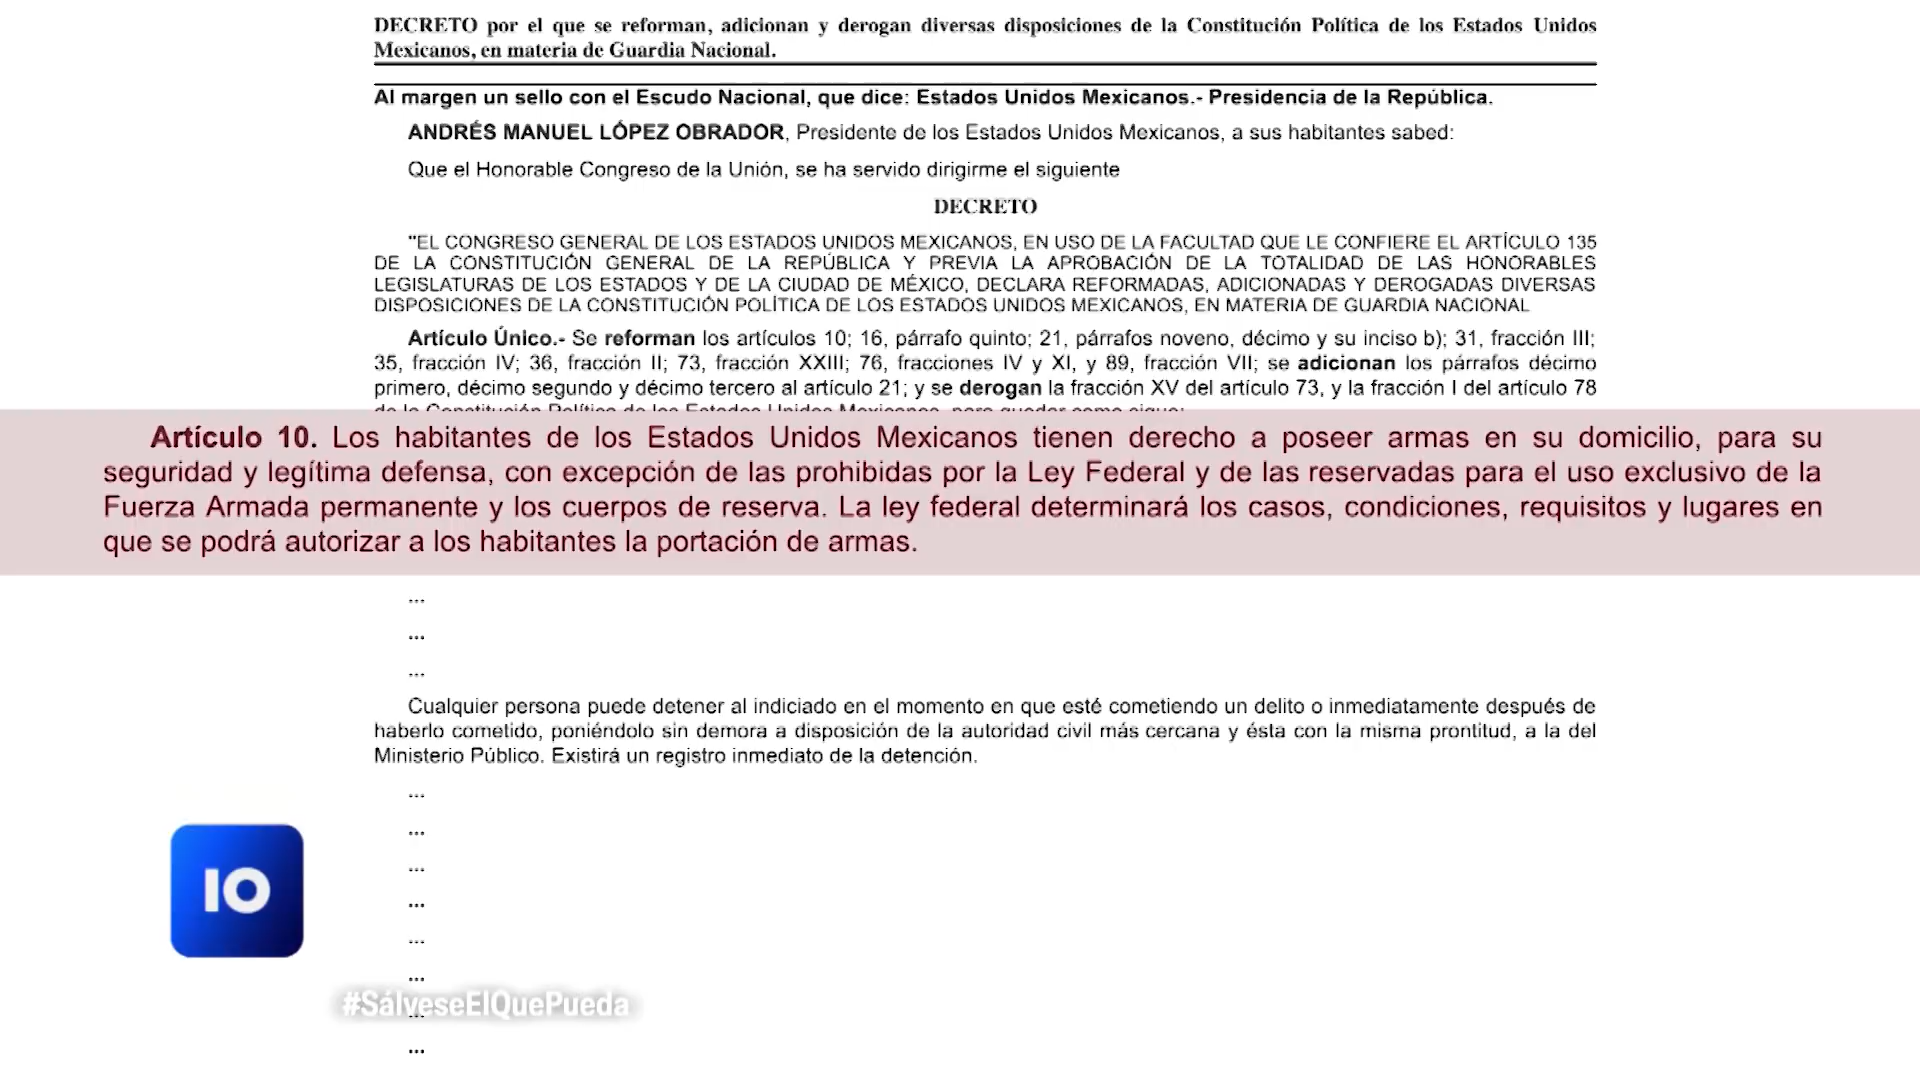 DECRETO por el que se reforman, adicionan y derogan diversas disposiciones de la Constitución Política de los Estados Unidos
Mexicanos, en materia de Guardia Nacional.
Al margen un sello con el Escudo Nacional, que dice: Estados Unidos Mexicanos.- Presidencia de la República.
ANDRÉS MANUEL LÓPEZ OBRADOR, Presidente de los Estados Unidos Mexicanos, a sus habitantes sabed:
Que el Honorable Congreso de la Unión, se ha servido dirigirme el siguiente
DECRETO
"EL CONGRESO GENERAL DE LOS ESTADOS UNIDOS MEXICANOS, EN USO DE LA FACULTAD QUE LE CONFIERE EL ARTÍCULO 135
DE LA CONSTITUCIÓN GENERAL DE LA REPÚBLICA Y PREVIA LA APROBACIÓN DE LA TOTALIDAD DE LAS HONORABLES
LEGISLATURAS DE LOS ESTADOS Y DE LA CIUDAD DE MÉXICO, DECLARA REFORMADAS, ADICIONADAS Y DEROGADAS DIVERSAS
DISPOSICIONES DE LA CONSTITUCIÓN POLÍTICA DE LOS ESTADOS UNIDOS MEXICANOS, EN MATERIA DE GUARDIA NACIONAL
Artículo Único.- Se reforman los artículos 10; 16, párrafo quinto; 21, párrafos noveno, décimo y su inciso b); 31, fracción III;
35, fracción IV; 36, fracción II; 73, fracción XXIII; 76, fracciones IV y XI, y 89, fracción VII; se adicionan los párrafos décimo
primero, décimo segundo y décimo tercero al artículo 21; y se derogan la fracción XV del artículo 73, y la fracción I del artículo 78
de la Constitución Política de los Estados Unidos Mexicanos, para quedar como sigue:
Artículo 10. Los habitantes de los Estados Unidos Mexicanos tienen derecho a poseer armas en su domicilio, para su
seguridad y legítima defensa, con excepción de las prohibidas por la Ley Federal y de las reservadas para el uso exclusivo de la
Fuerza Armada permanente y los cuerpos de reserva. La ley federal determinará los casos, condiciones, requisitos y lugares en
que se podrá autorizar a los habitantes la portación de armas.
...
...
...
Cualquier persona puede detener al indiciado en el momento en que esté cometiendo un delito o inmediatamente después de
haberlo cometido, poniéndolo sin demora a disposición de la autoridad civil más cercana y ésta con la misma prontitud, a la del
Ministerio Público. Existirá un registro inmediato de la detención.
...
...
...
...
...
...
...
...
IO
#SálveseElQuePueda